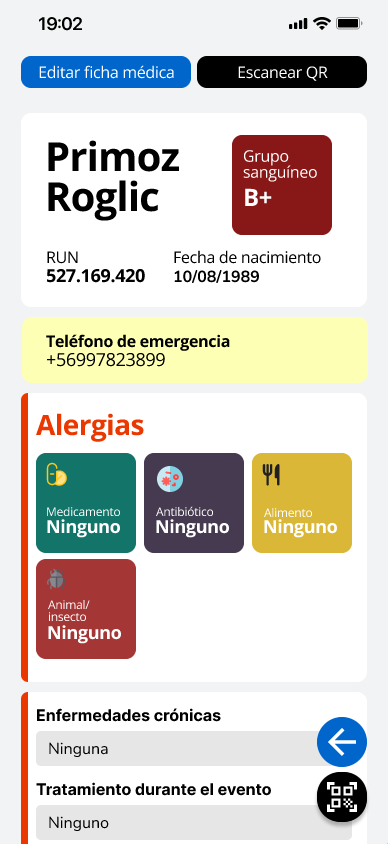 19:02
Editar ficha médica
Escanear QR
Primoz
Roglic
Grupo
sanguíneo
B+
RUN
527.169.420
Fecha de nacimiento
10/08/1989
Teléfono de emergencia
+56997823899
Alergias
Medicamento
Ninguno
Antibiótico
Ninguno
Alimento
Ninguno
Animal/
insecto
Ninguno
Enfermedades crónicas
Ninguna
Tratamiento durante el evento
Ninguno